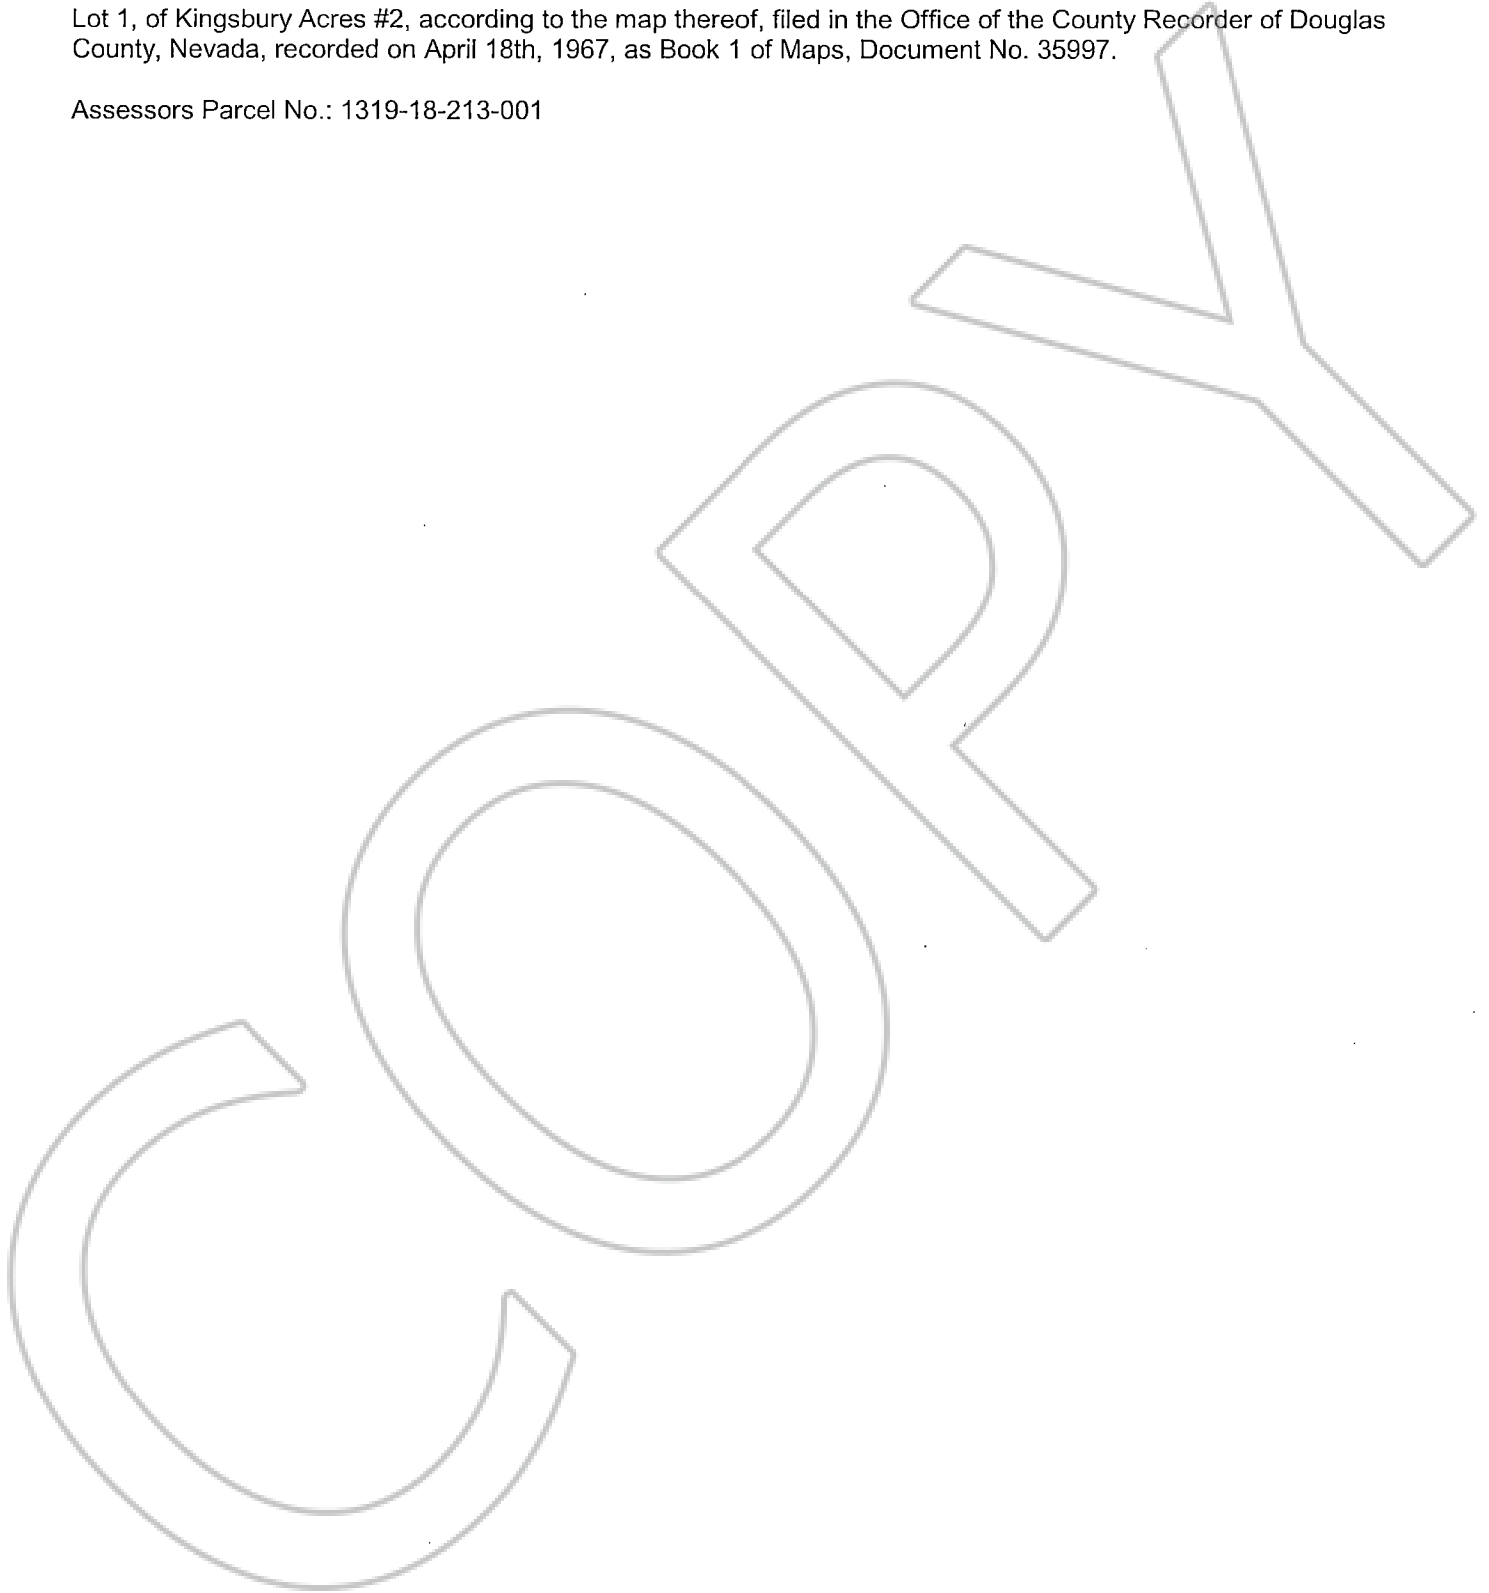 Lot 1, of Kingsbury Acres #2, according to the map thereof, filed in the Office of the County Recorder of Douglas
County, Nevada, recorded on April 18th, 1967, as Book 1 of Maps, Document No. 35997.
Assessors Parcel No.: 1319-18-213-001
COPY